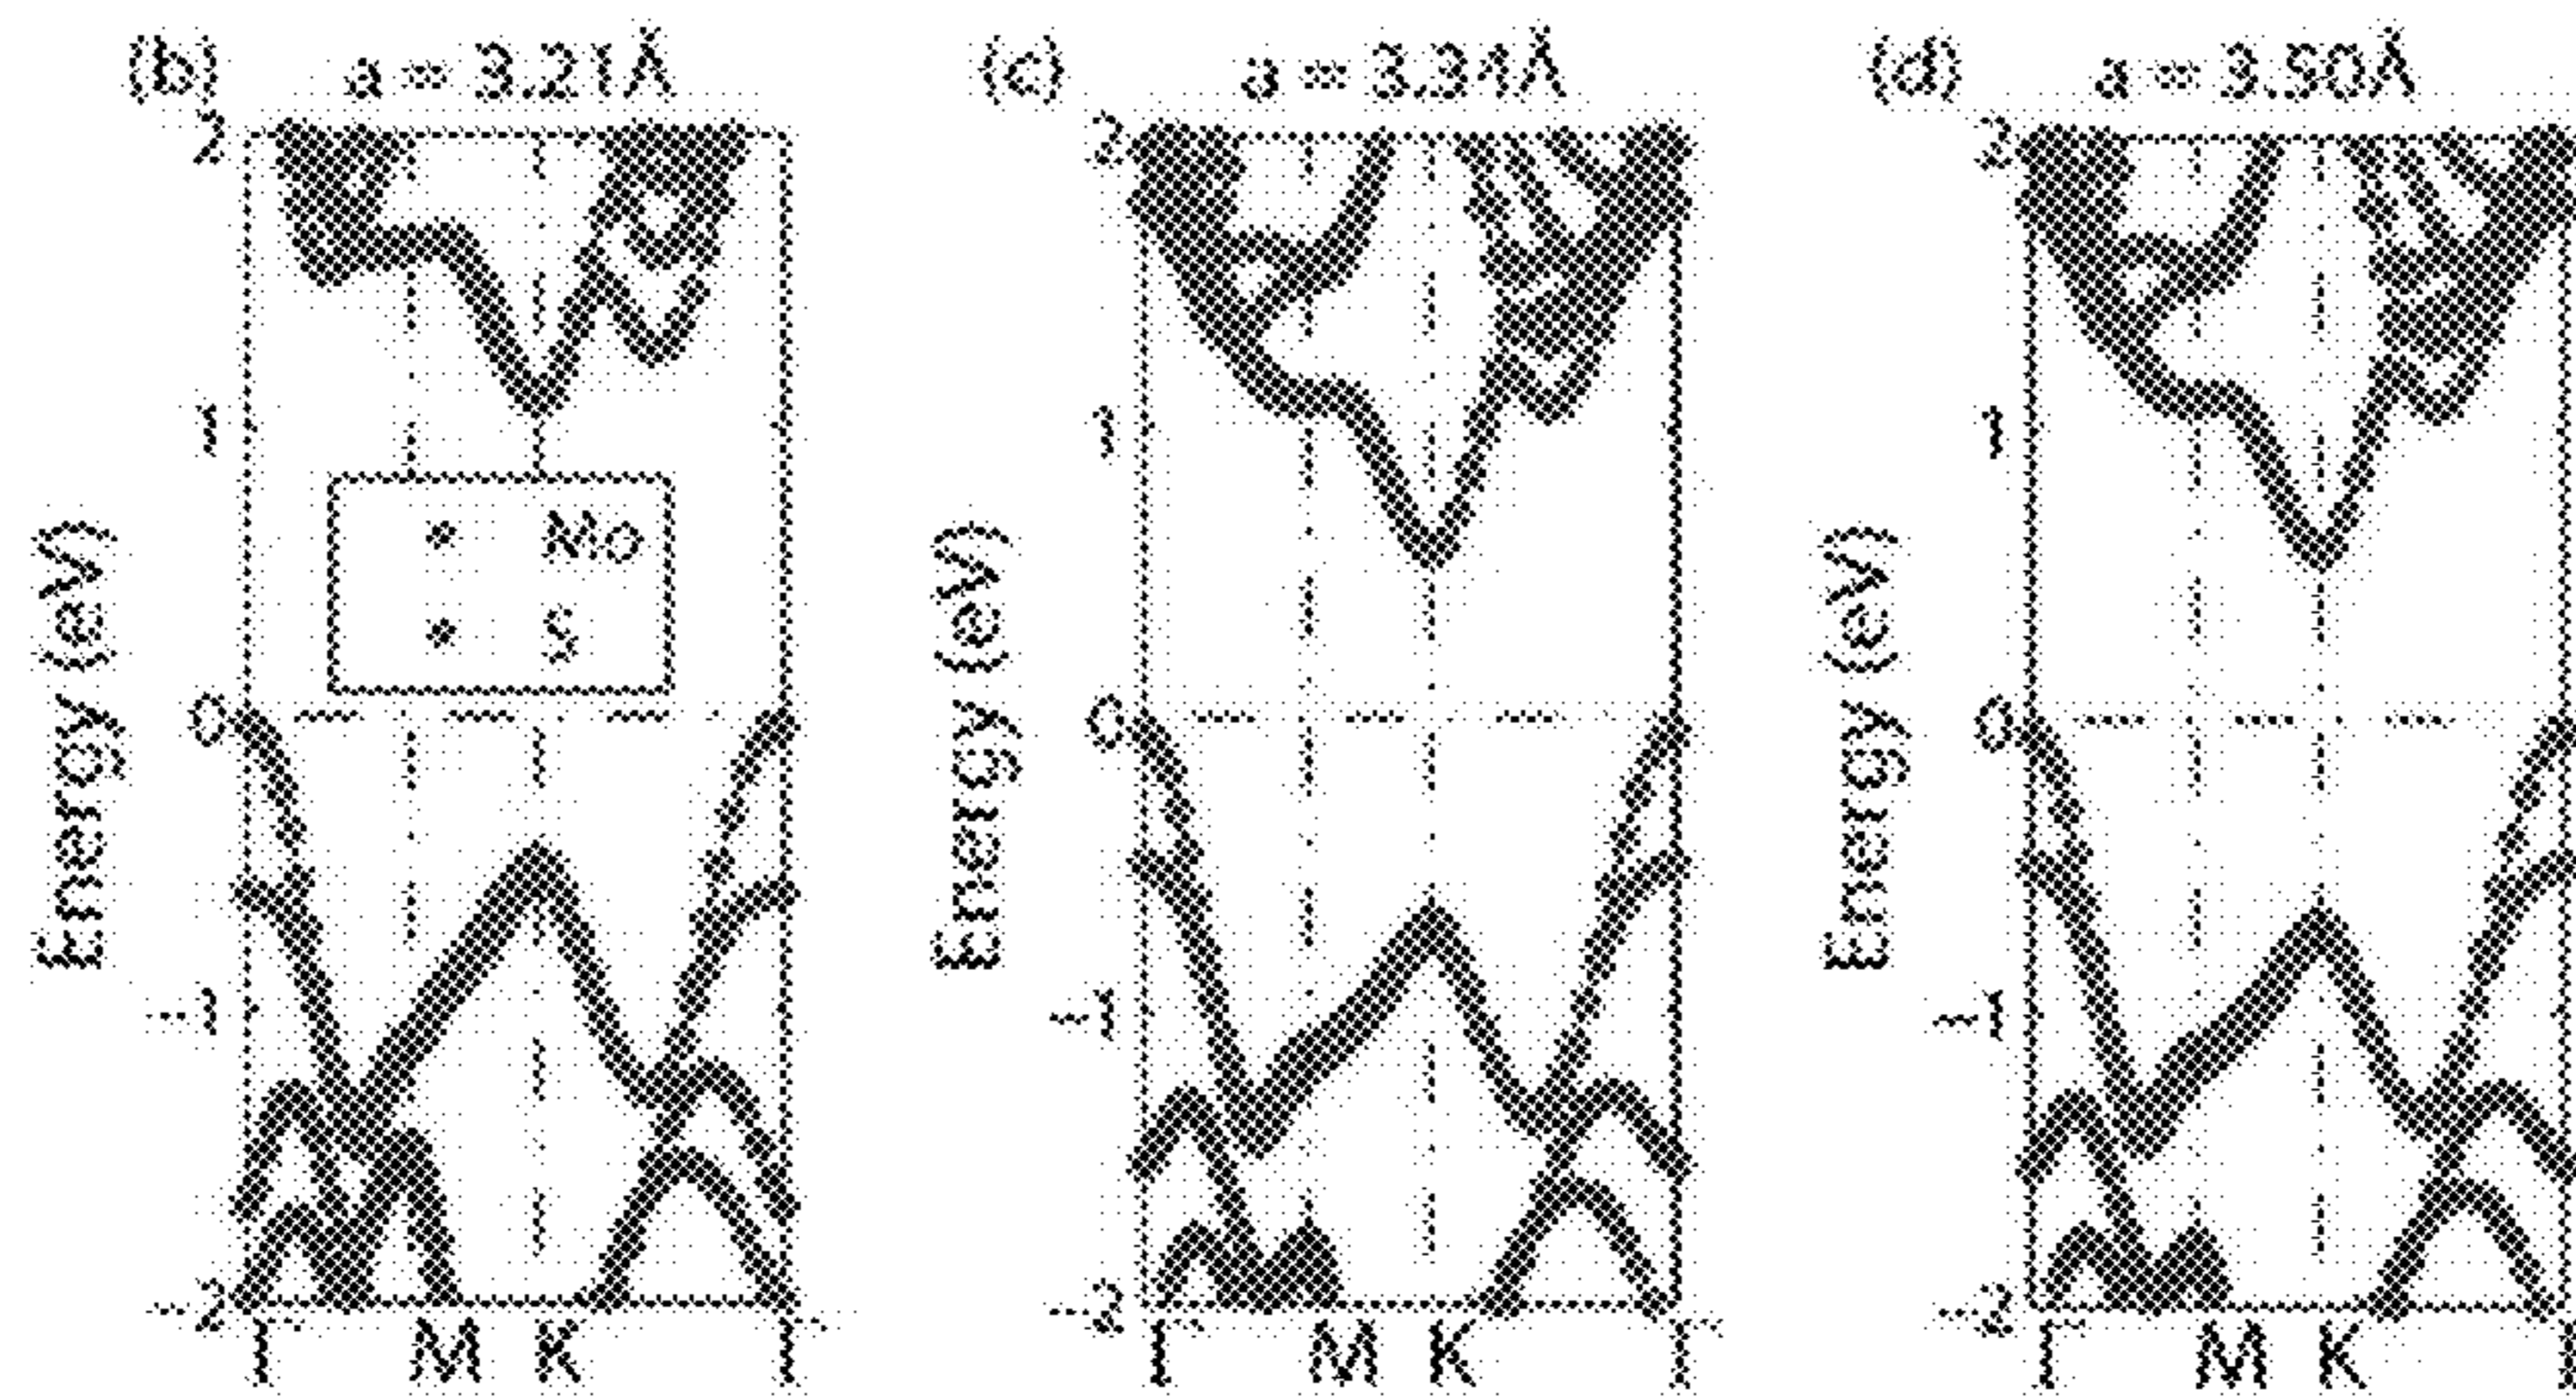 (b) a = 3.21Å
2
1
0
-1
-2
Energy (eV)
Mo
S
Γ M K Γ
(c) a = 3.31Å
2
1
0
-1
-2
Energy (eV)
Γ M K Γ
(d) a = 3.50Å
2
1
0
-1
-2
Energy (eV)
Γ M K